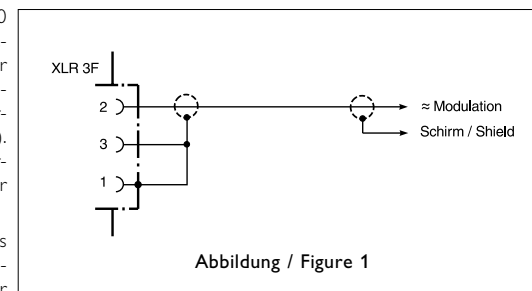 XLR 3F
2
≈ Modulation
Schirm / Shield
3
1
Abbildung / Figure 1